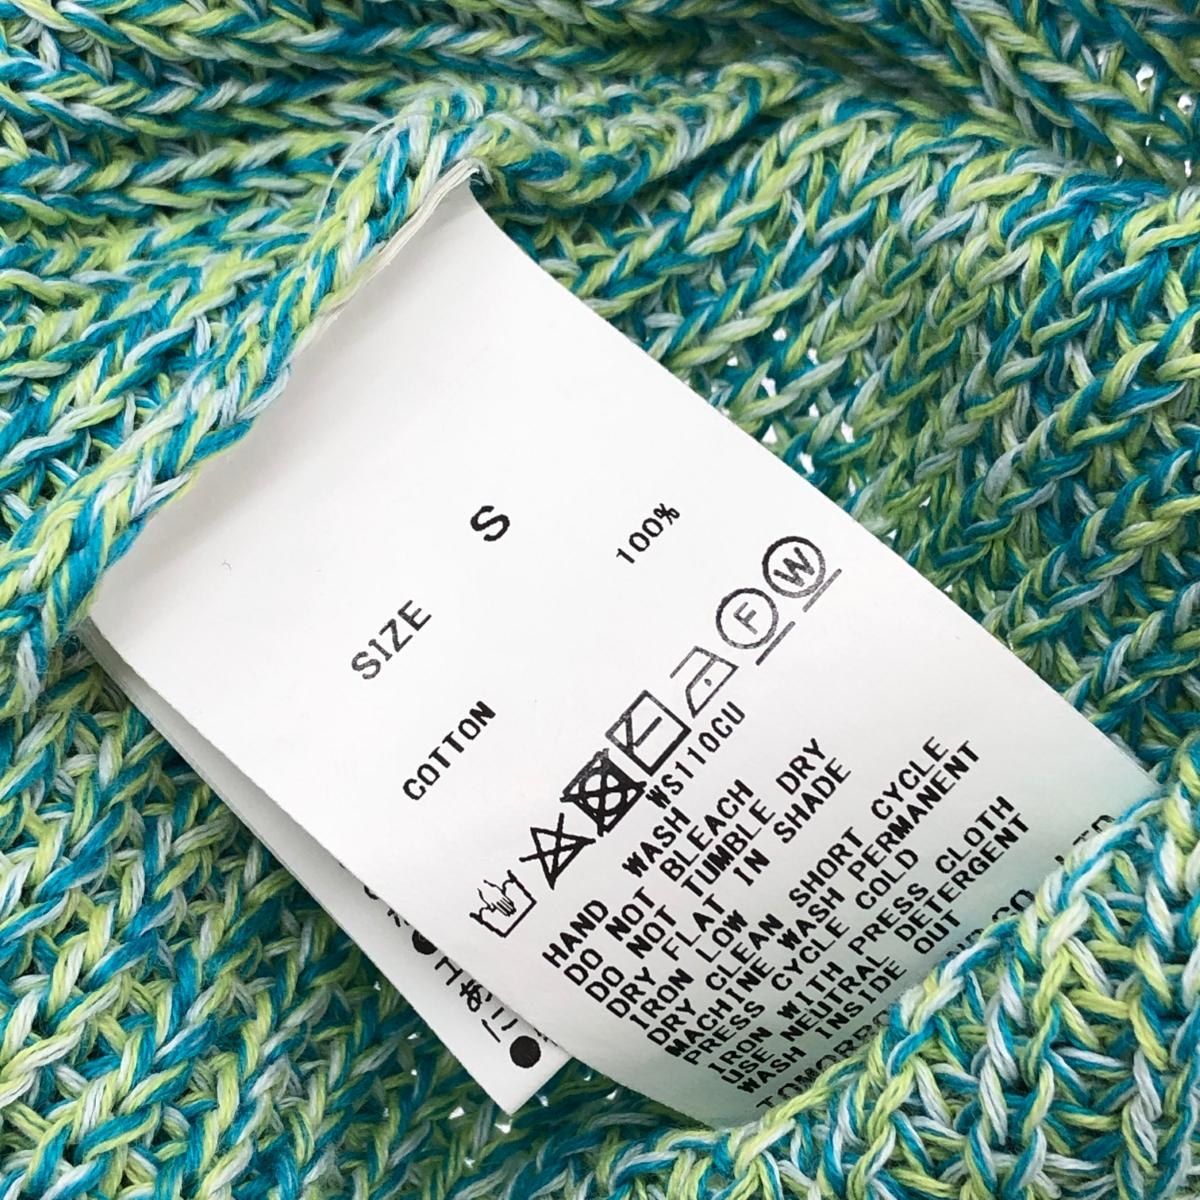 SIZE S
COTTON 100%
F W
WS110CU
HAND WASH
DO NOT BLEACH
DO NOT TUMBLE DRY
DRY FLAT IN SHADE
IRON LOW
DRY CLEAN SHORT CYCLE
MACHINE WASH PERMANENT
PRESS CYCLE COLD
IRON WITH PRESS CLOTH
USE NEUTRAL DETERGENT
WASH INSIDE OUT
CO., LTD